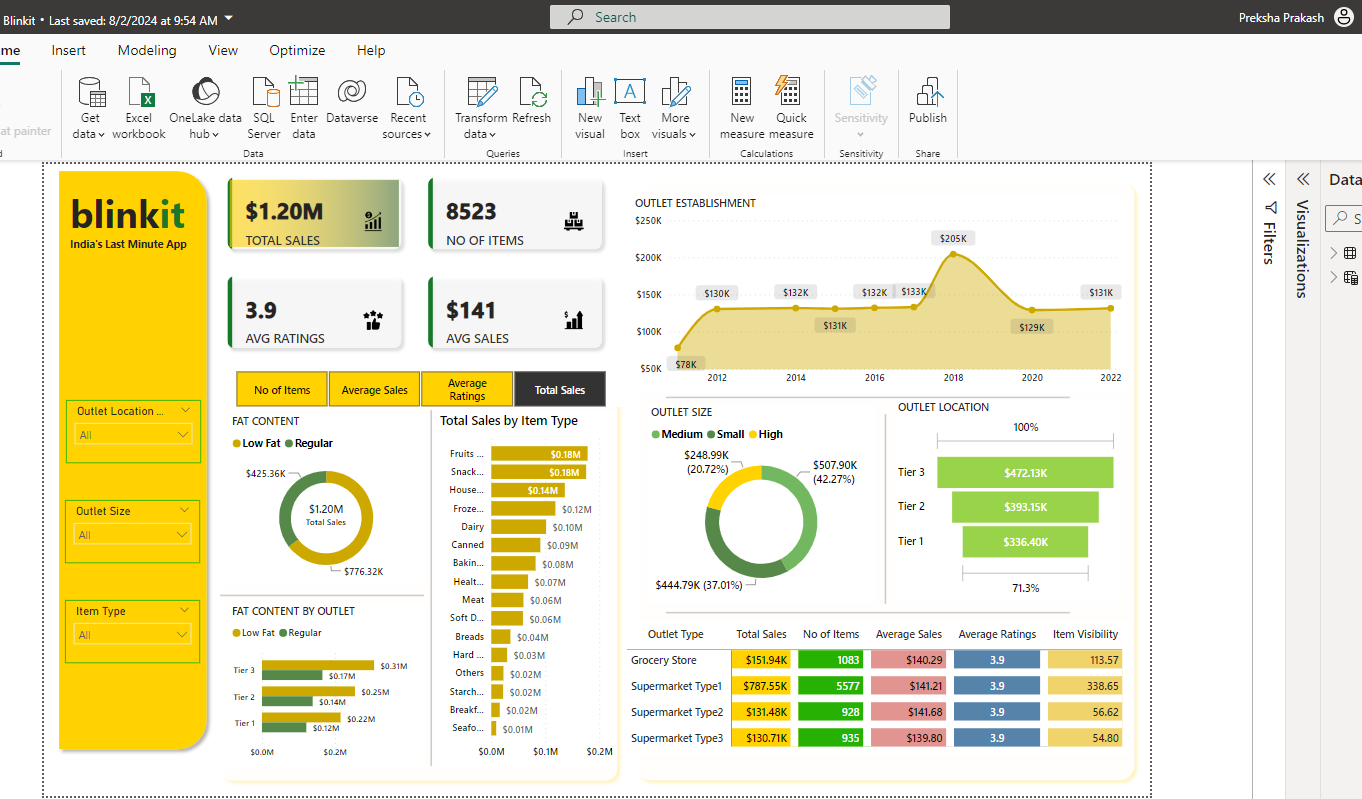 Blinkit • Last saved: 8/2/2024 at 9:54 AM
Search
Preksha Prakash
me
Insert
Modeling
View
Optimize
Help
at painter
Get data
Excel workbook
OneLake data hub
SQL Server
Enter data
Dataverse
Recent sources
Transform data
Refresh
New visual
Text box
More visuals
New measure
Quick measure
Sensitivity
Publish
d
Data
Queries
Insert
Calculations
Sensitivity
Share
blinkit
India's Last Minute App
Outlet Location ...
All
Outlet Size
All
Item Type
All
$1.20M
TOTAL SALES
8523
NO OF ITEMS
3.9
AVG RATINGS
$141
AVG SALES
No of Items
Average Sales
Average Ratings
Total Sales
FAT CONTENT
Low Fat Regular
$425.36K
$1.20M
Total Sales
$776.32K
FAT CONTENT BY OUTLET
Low Fat Regular
Tier 3 $0.31M
$0.17M
Tier 2 $0.25M
$0.14M
Tier 1 $0.22M
$0.12M
$0.0M $0.2M
Total Sales by Item Type
Fruits ... $0.18M
Snack... $0.18M
House... $0.14M
Froze... $0.12M
Dairy $0.10M
Canned $0.09M
Bakin... $0.08M
Healt... $0.07M
Meat $0.06M
Soft D... $0.06M
Breads $0.04M
Hard ... $0.03M
Others $0.02M
Starch... $0.02M
Breakf... $0.02M
Seafo... $0.01M
$0.0M $0.1M $0.2M
OUTLET ESTABLISHMENT
$250K
$200K
$150K
$100K
$50K
$78K
$130K
$132K
$131K
$132K
$133K
$205K
$129K
$131K
2012 2014 2016 2018 2020 2022
OUTLET SIZE
Medium Small High
$248.99K
(20.72%)
$507.90K
(42.27%)
$444.79K (37.01%)
OUTLET LOCATION
100%
Tier 3 $472.13K
Tier 2 $393.15K
Tier 1 $336.40K
71.3%
Outlet Type Total Sales No of Items Average Sales Average Ratings Item Visibility
Grocery Store $151.94K 1083 $140.29 3.9 113.57
Supermarket Type1 $787.55K 5577 $141.21 3.9 338.65
Supermarket Type2 $131.48K 928 $141.68 3.9 56.62
Supermarket Type3 $130.71K 935 $139.80 3.9 54.80
Filters
Visualizations
Data
S